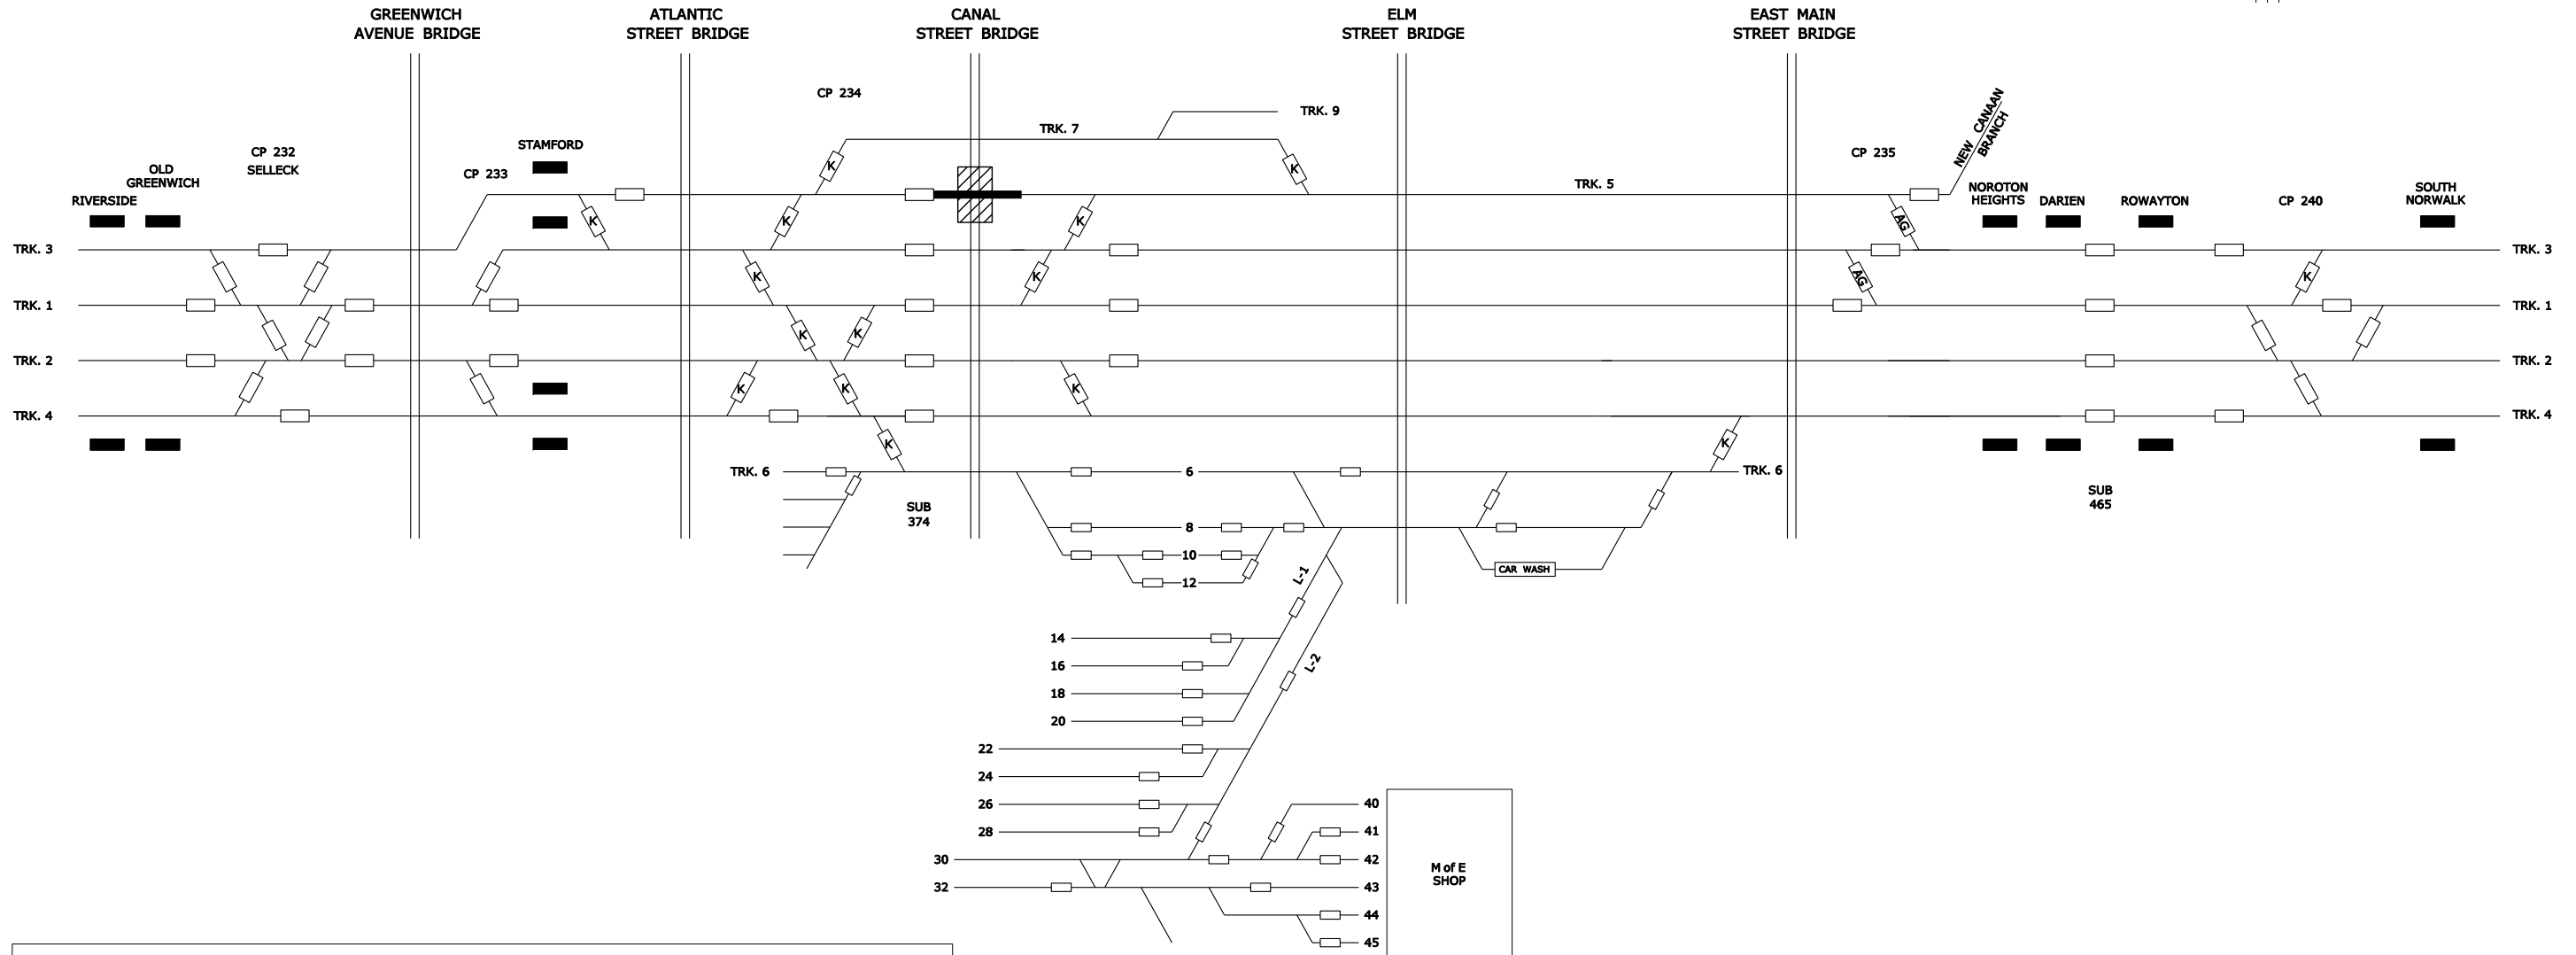 GREENWICH
AVENUE BRIDGE
ATLANTIC
STREET BRIDGE
CANAL
STREET BRIDGE
ELM
STREET BRIDGE
EAST MAIN
STREET BRIDGE
CP 234
TRK. 9
TRK. 7
NEW CANAAN
BRANCH
CP 232
SELLECK
STAMFORD
CP 233
CP 235
OLD
GREENWICH
RIVERSIDE
K
K
TRK. 5
NOROTON
HEIGHTS
DARIEN
ROWAYTON
CP 240
SOUTH
NORWALK
K
K
K
AG
TRK. 3
TRK. 3
K
K
AG
K
TRK. 1
TRK. 1
K
K
TRK. 2
TRK. 2
K
K
K
TRK. 4
TRK. 4
K
K
TRK. 6
6
TRK. 6
SUB
374
SUB
465
8
10
12
CAR WASH
L-1
14
16
L-2
18
20
22
24
26
28
40
41
30
42
32
43
44
45
M of E
SHOP